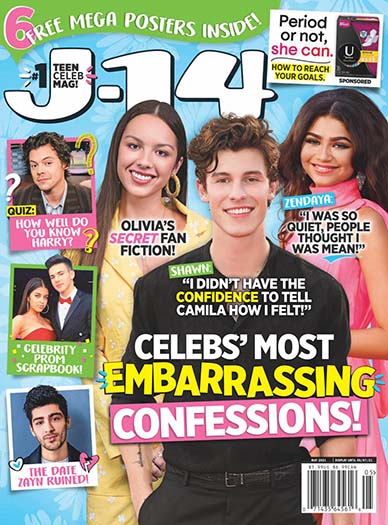 6 FREE MEGA POSTERS INSIDE!
Period
or not,
she can.
HOW TO REACH
YOUR GOALS.
SPONSORED
#1 TEEN
CELEB
MAG!
J-14
QUIZ:
HOW WELL DO
YOU KNOW
HARRY?
OLIVIA'S
SECRET FAN
FICTION!
ZENDAYA:
"I WAS SO
QUIET, PEOPLE
THOUGHT I
WAS MEAN!"
SHAWN:
"I DIDN'T HAVE THE
CONFIDENCE TO TELL
CAMILA HOW I FELT!"
CELEBRITY
PROM
SCRAPBOOK!
CELEBS' MOST
EMBARRASSING
CONFESSIONS!
THE DATE
ZAYN RUINED!